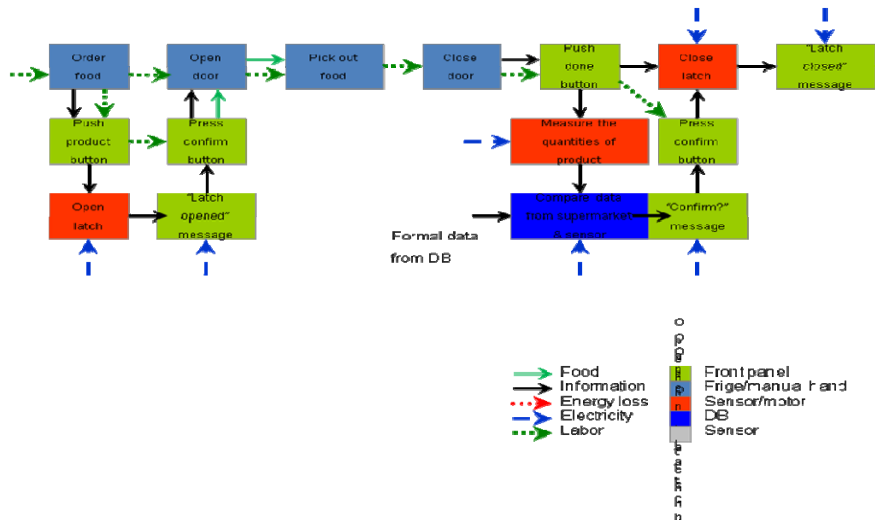 Order
food
Open
door
Pick out
food
Close
door
Push
done
button
Close
latch
"Latch
closed"
message
Push
product
button
Press
confirm
button
Measure the
quantities of
product
Press
confirm
button
Open
latch
"Latch
opened"
message
Formal data
from DB
Compare data
from supermarket
& sensor
"Confirm?"
message
Food
Information
Energy loss
Electricity
Labor
Front panel
Frige/manual hand
Sensor/motor
DB
Sensor